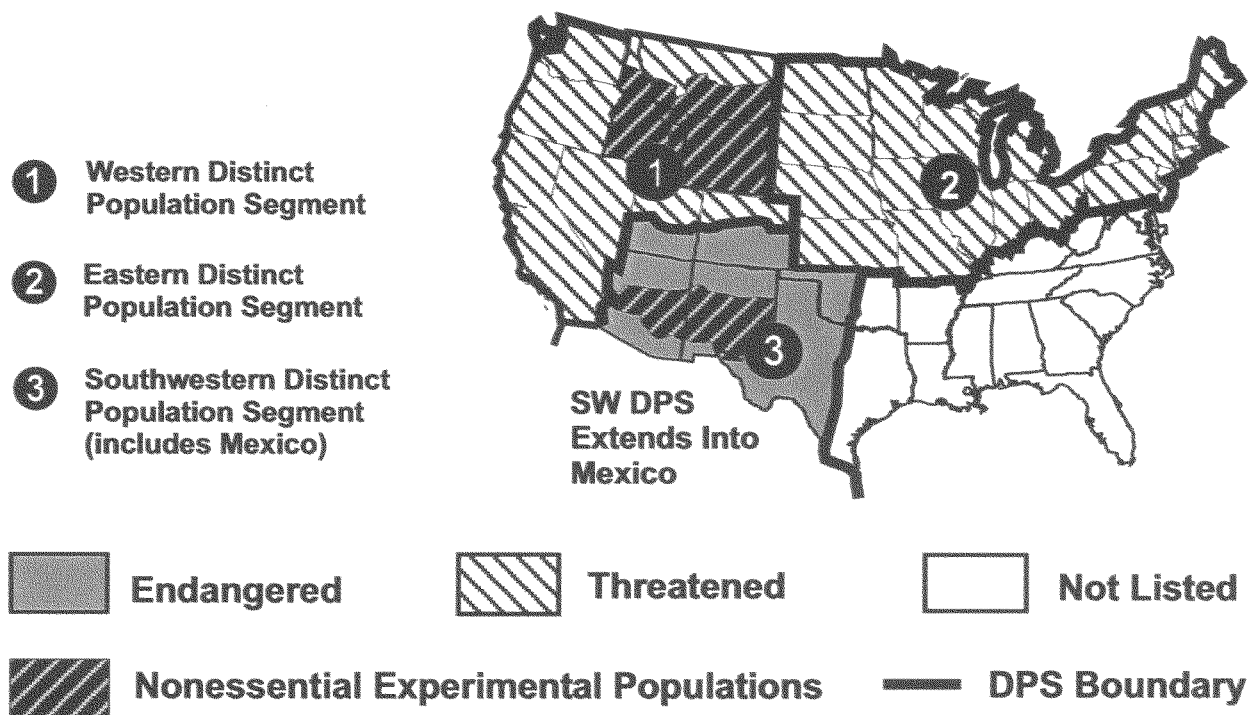 1 Western Distinct
Population Segment
2 Eastern Distinct
Population Segment
3 Southwestern Distinct
Population Segment
(includes Mexico)
1
2
3
SW DPS
Extends Into
Mexico
Endangered
Threatened
Not Listed
Nonessential Experimental Populations
DPS Boundary